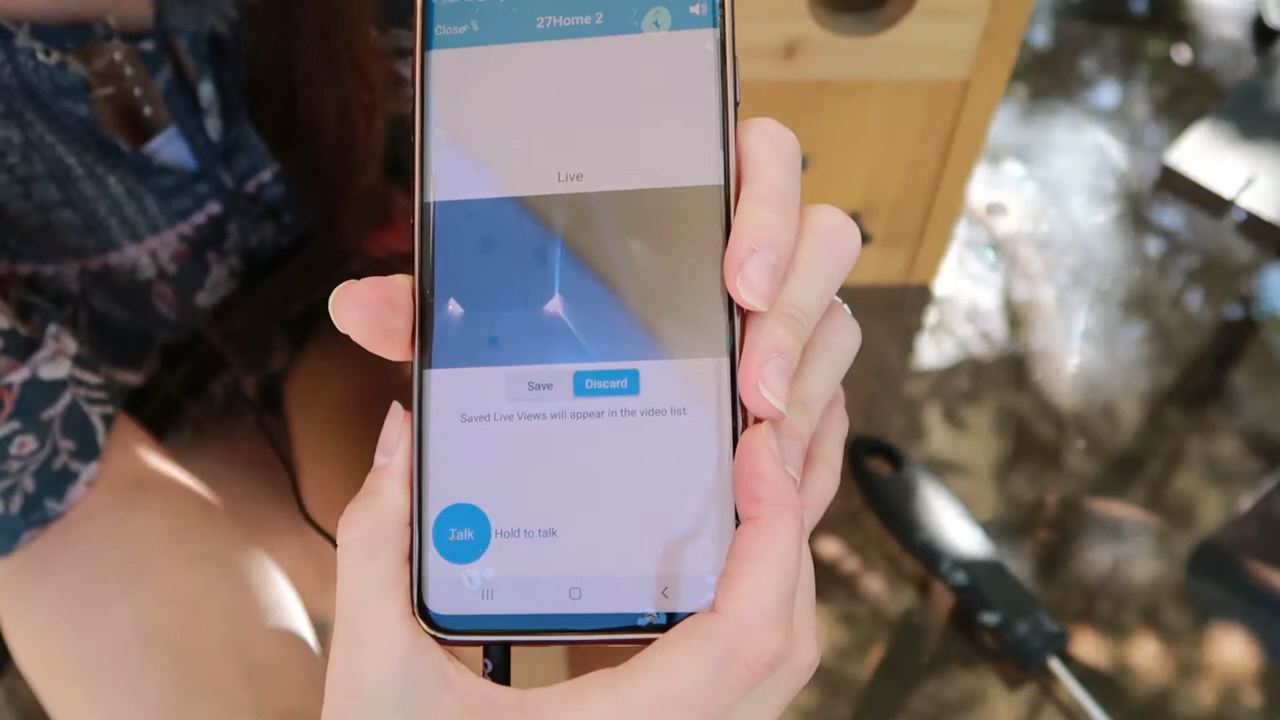 27Home 2
Close
Live
Save
Discard
Saved Live Views will appear in the video list
Talk
Hold to talk